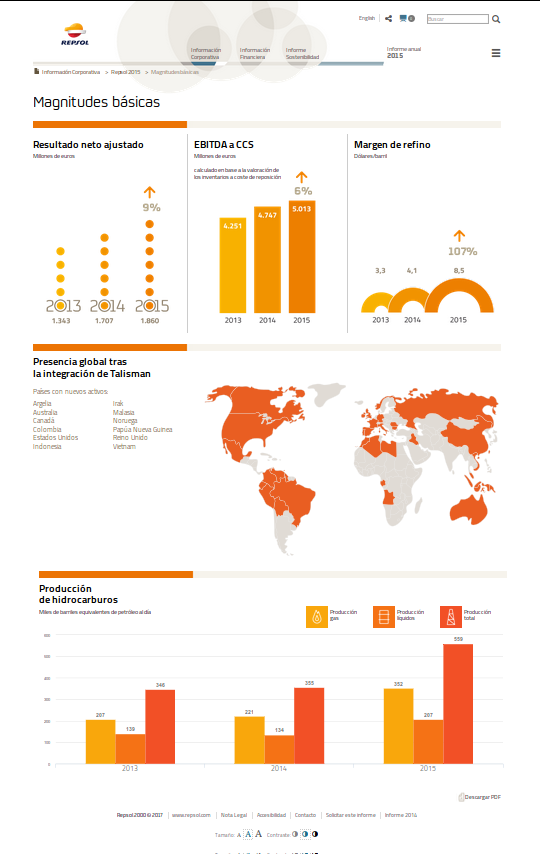 English
Buscar
REPSOL
Información
Corporativa
Información
Financiera
Informe
Sostenibilidad
Informe anual
2015
Información Corporativa > Repsol 2015 > Magnitudes básicas
Magnitudes básicas
Resultado neto ajustado
Millones de euros
9%
2013
2014
2015
1.343
1.707
1.860
EBITDA a CCS
Millones de euros
calculado en base a la valoración de
los inventarios a coste de reposición
6%
4.251
4.747
5.013
2013
2014
2015
Margen de refino
Dólares/barril
107%
3,3
4,1
8,5
2013
2014
2015
Presencia global tras
la integración de Talisman
Países con nuevos activos:
Argelia
Australia
Canadá
Colombia
Estados Unidos
Indonesia
Irak
Malasia
Noruega
Papúa Nueva Guinea
Reino Unido
Vietnam
Producción
de hidrocarburos
Miles de barriles equivalentes de petróleo al día
Producción
gas
Producción
líquidos
Producción
total
600
500
400
300
200
100
0
207
139
346
221
134
355
352
207
559
2013
2014
2015
Descargar PDF
Repsol 2000 © 2017 | www.repsol.com | Nota Legal | Accesibilidad | Contacto | Solicitar este informe | Informe 2014
Tamaño: A A A Contraste: